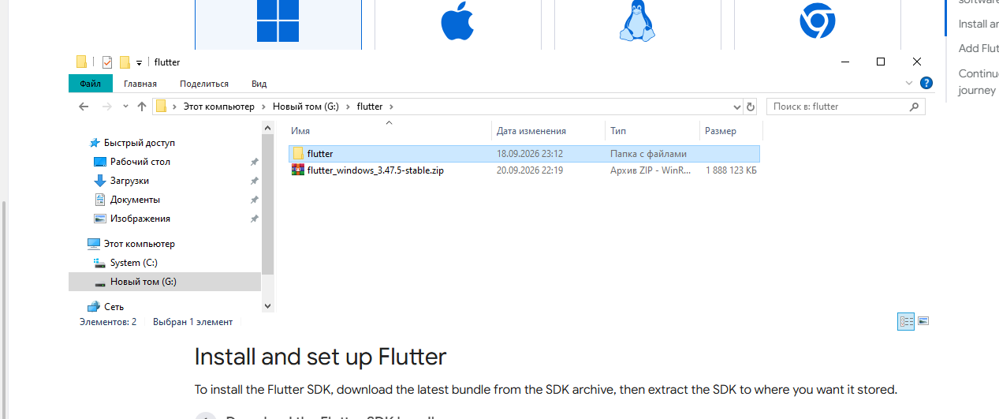 software
Install an
flutter
Add Flut
Файл Главная Поделиться Вид
Continue
journey
Этот компьютер Новый том (G:) flutter Поиск в: flutter
Имя Дата изменения Тип Размер
Быстрый доступ
flutter 18.09.2026 23:12 Папка с файлами
Рабочий стол
flutter_windows_3.47.5-stable.zip 20.09.2026 22:19 Архив ZIP - WinR... 1 888 123 КБ
Загрузки
Документы
Изображения
Этот компьютер
System (C:)
Новый том (G:)
Сеть
Элементов: 2 Выбран 1 элемент
Install and set up Flutter
To install the Flutter SDK, download the latest bundle from the SDK archive, then extract the SDK to where you want it stored.